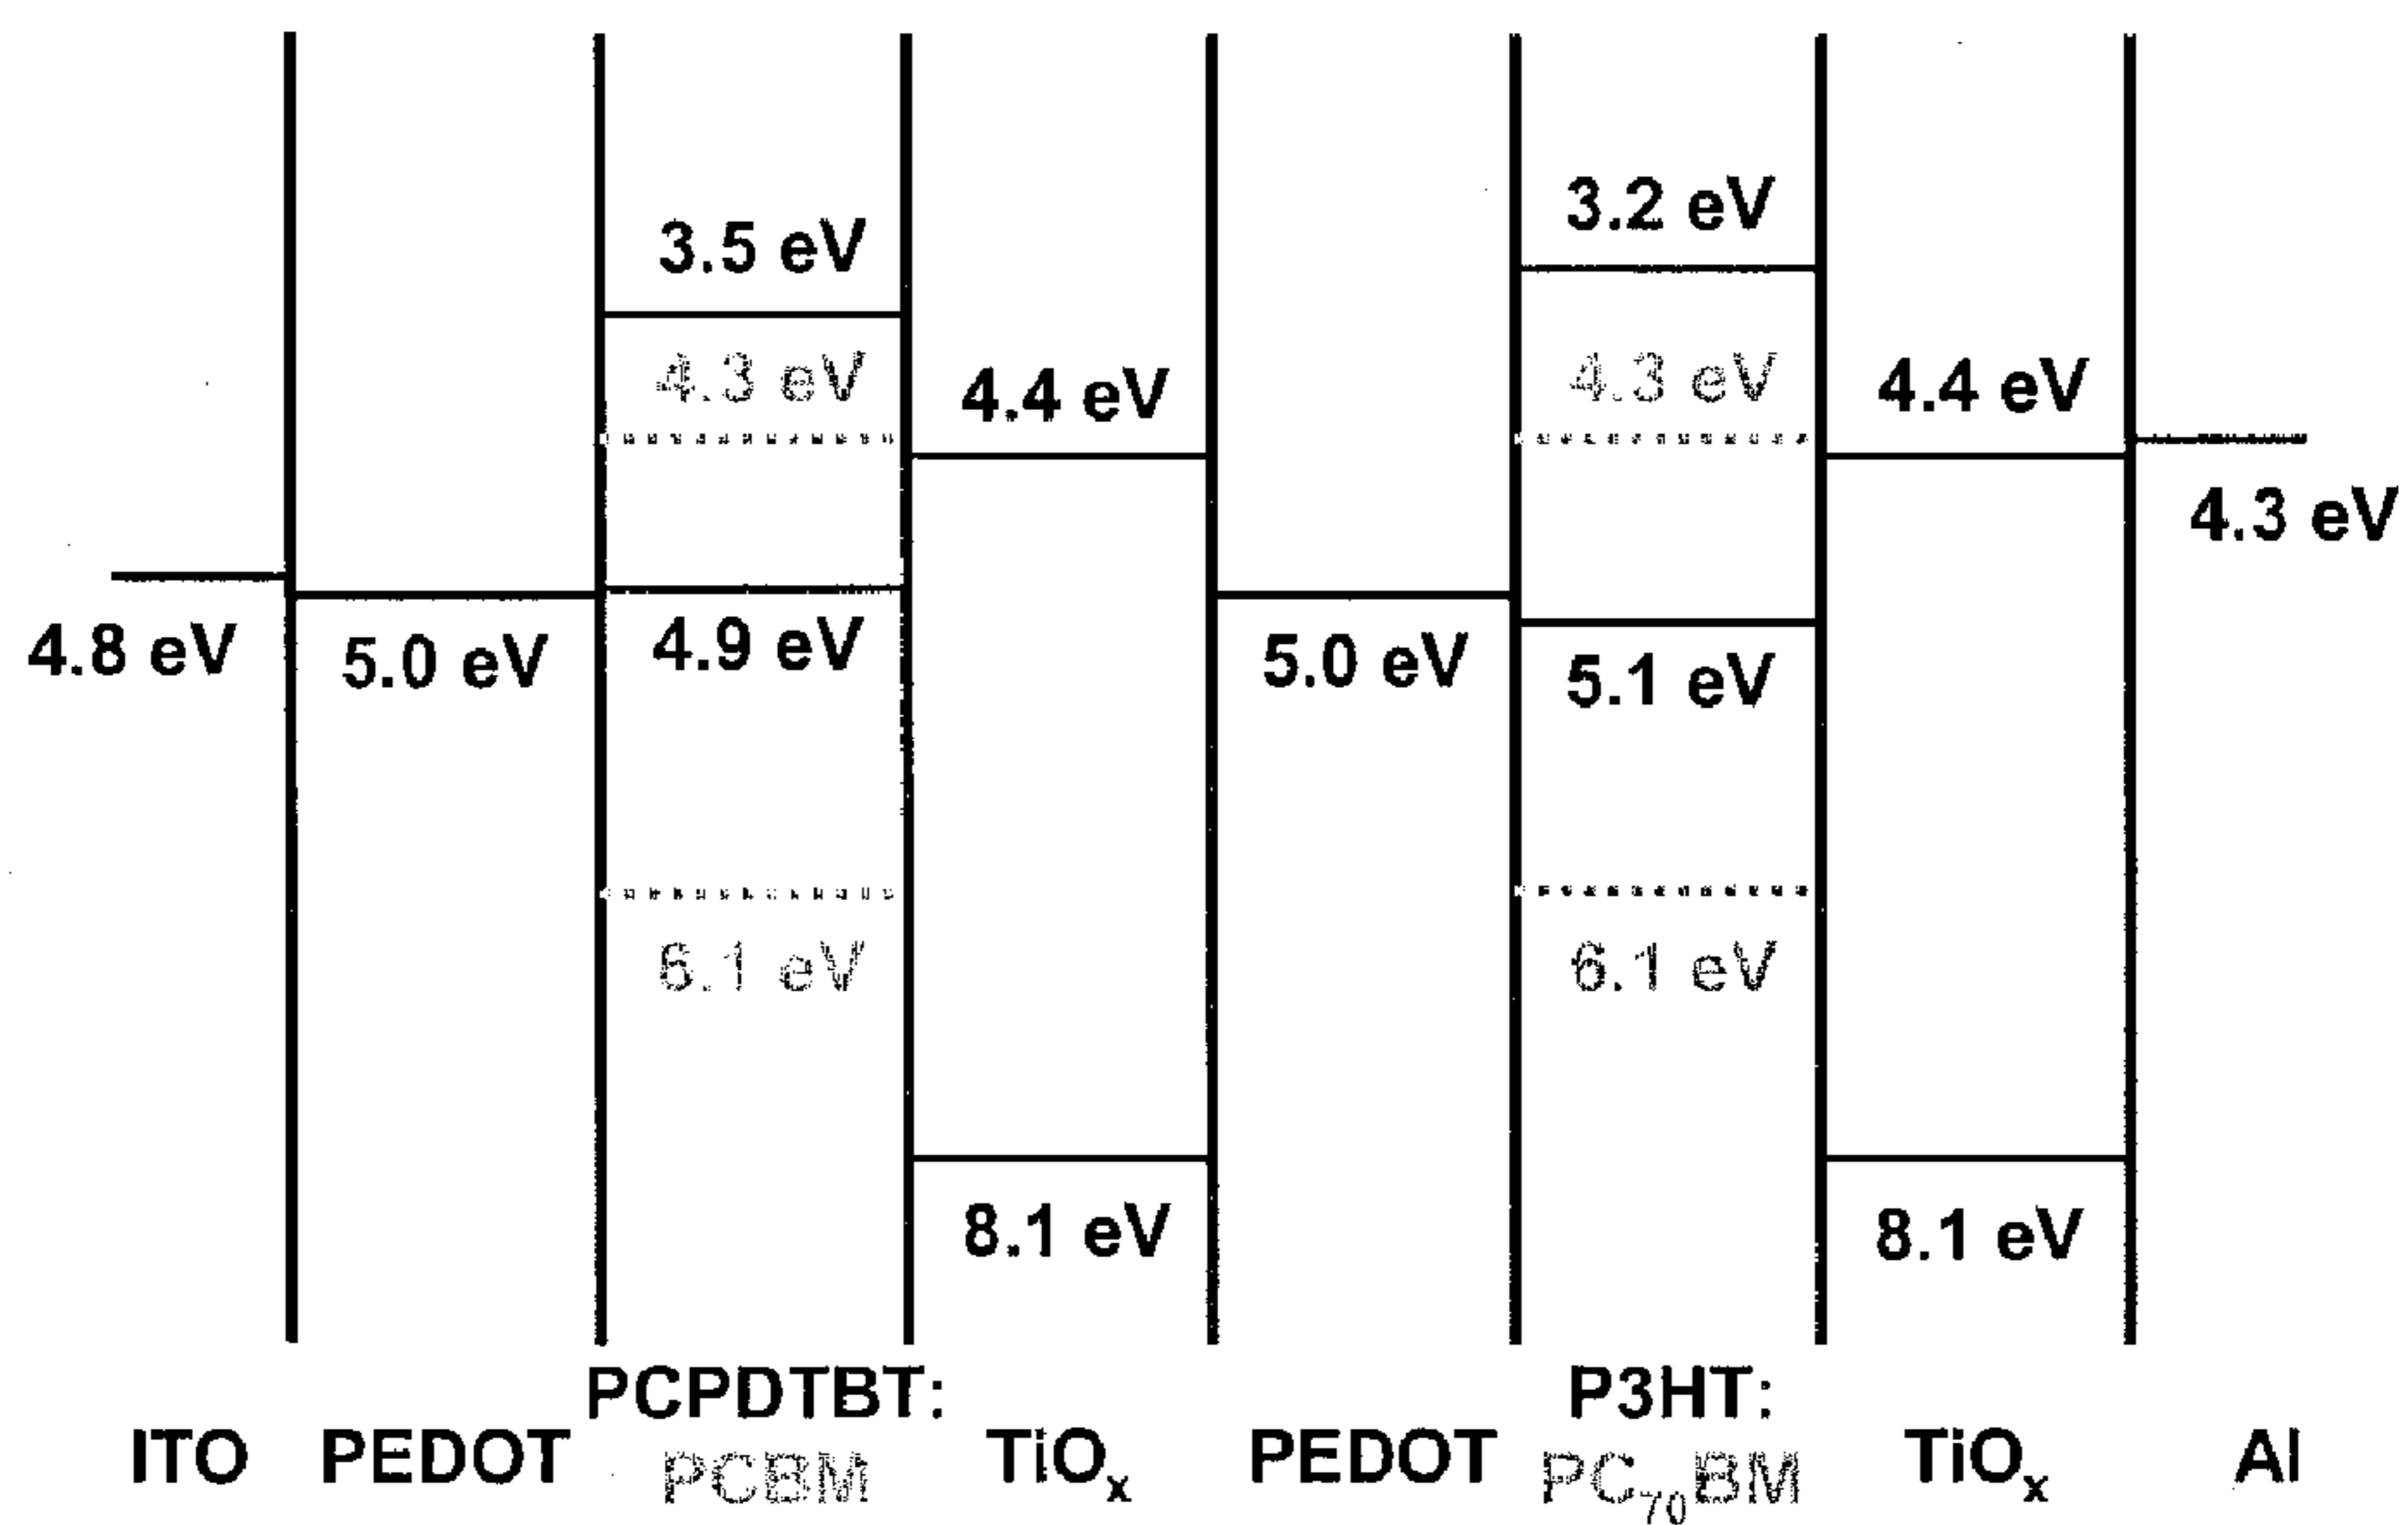 3.2 eV
3.5 eV
4.3 eV
4.3 eV
4.4 eV
4.4 eV
4.3 eV
4.8 eV
5.0 eV
4.9 eV
5.0 eV
5.1 eV
6.1 eV
6.1 eV
8.1 eV
8.1 eV
PCPDTBT:
P3HT:
ITO PEDOT PCBM TiOx PEDOT PC70BM TiOx Al